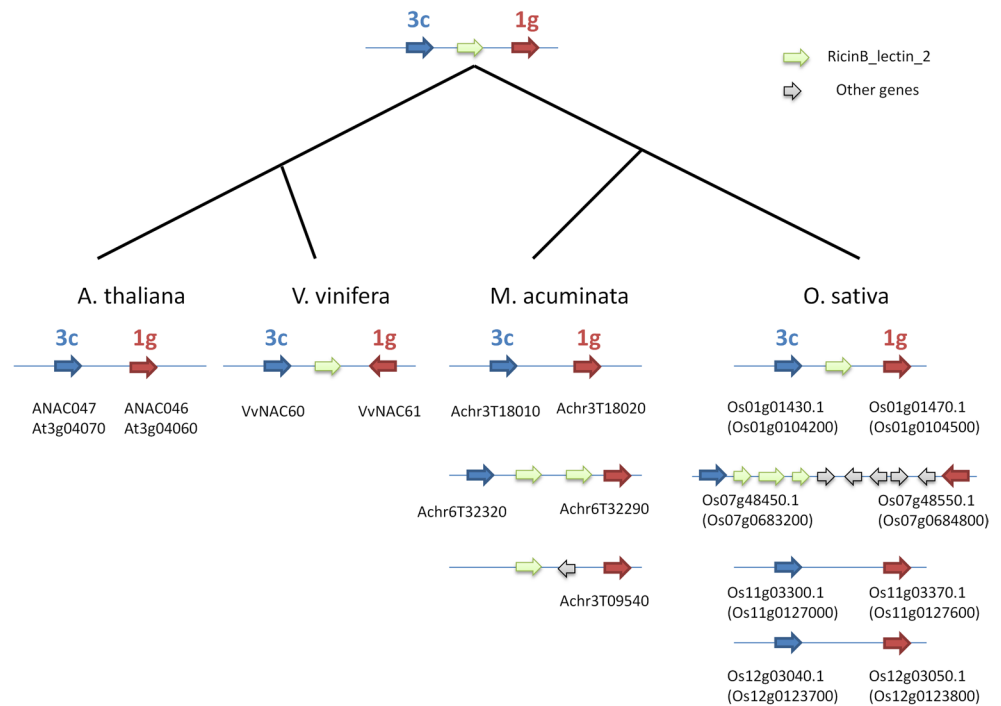 3c 1g
RicinB_lectin_2
Other genes
A. thaliana V. vinifera M. acuminata O. sativa
3c 1g 3c 1g 3c 1g 3c 1g
ANAC047 ANAC046 VvNAC60 VvNAC61 Achr3T18010 Achr3T18020 Os01g01430.1 Os01g01470.1
At3g04070 At3g04060 (Os01g0104200) (Os01g0104500)
Achr6T32320 Achr6T32290 Os07g48450.1 Os07g48550.1
(Os07g0683200) (Os07g0684800)
Achr3T09540 Os11g03300.1 Os11g03370.1
(Os11g0127000) (Os11g0127600)
Os12g03040.1 Os12g03050.1
(Os12g0123700) (Os12g0123800)